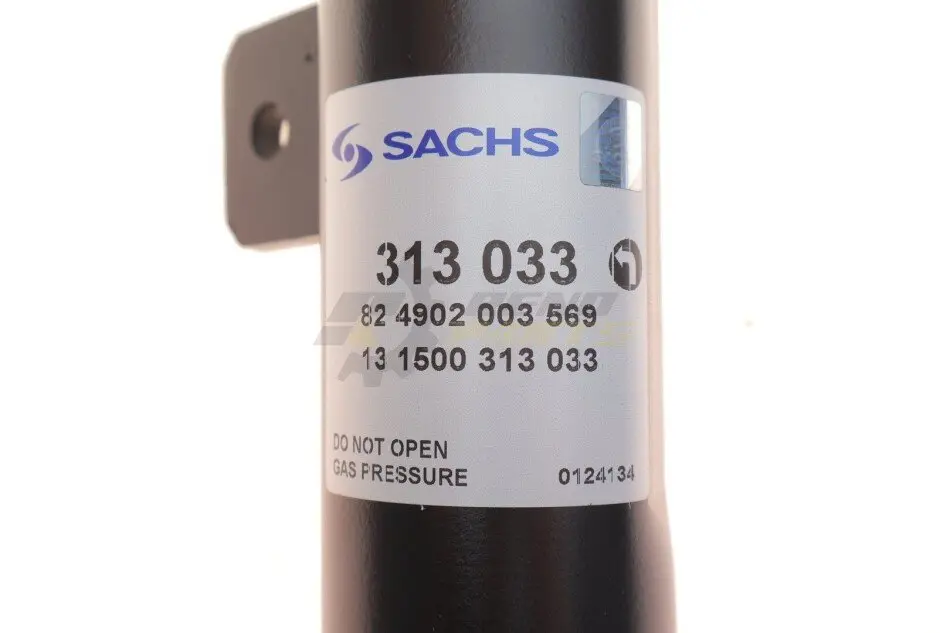 SACHS
313 033
82 4902 003 569
13 1500 313 033
DO NOT OPEN
GAS PRESSURE
0124134